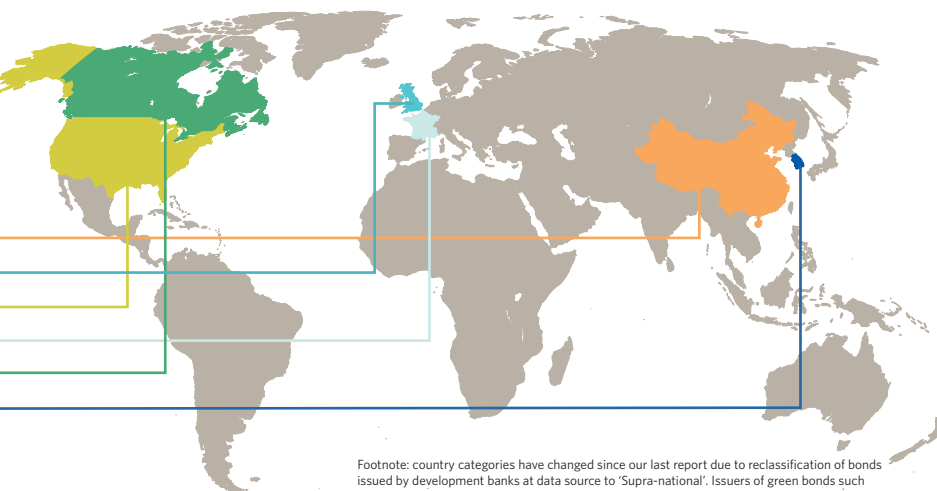 Footnote: country categories have changed since our last report due to reclassification of bonds
issued by development banks at data source to ‘Supra-national’. Issuers of green bonds such